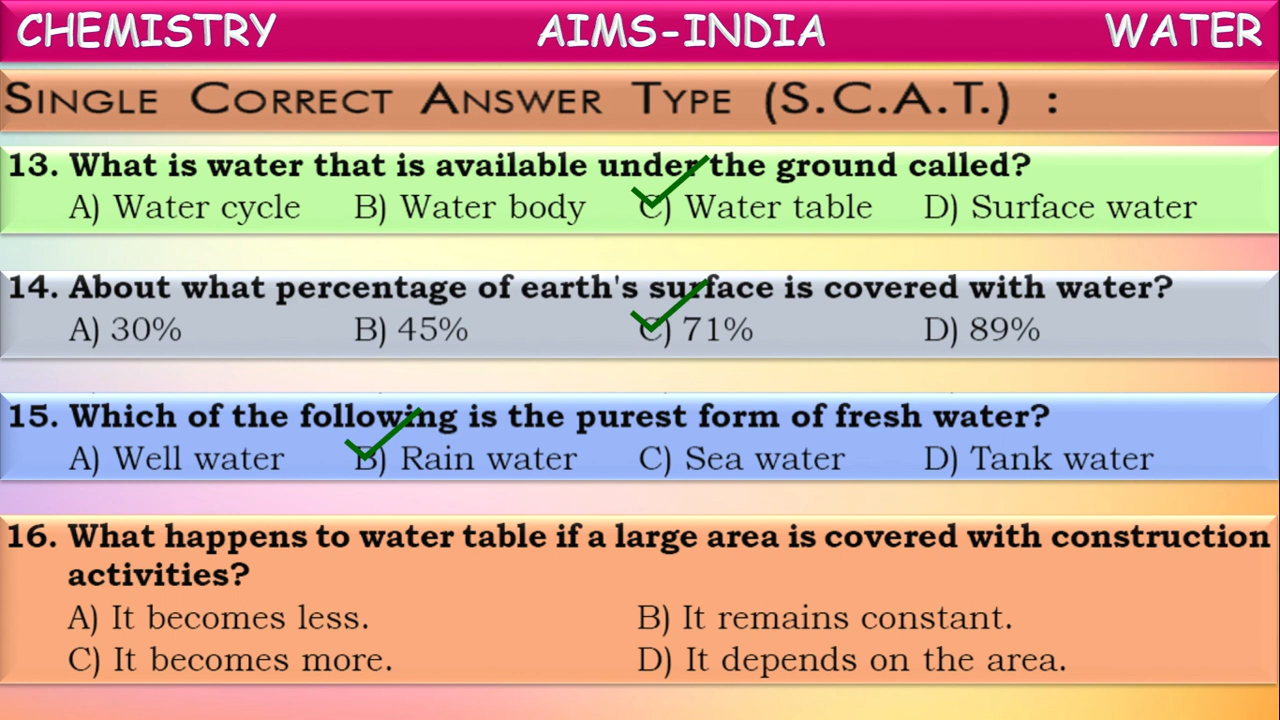 CHEMISTRY AIMS-INDIA WATER
SINGLE CORRECT ANSWER TYPE (S.C.A.T.) :
13. What is water that is available under the ground called?
A) Water cycle B) Water body C) Water table D) Surface water
14. About what percentage of earth's surface is covered with water?
A) 30% B) 45% C) 71% D) 89%
15. Which of the following is the purest form of fresh water?
A) Well water B) Rain water C) Sea water D) Tank water
16. What happens to water table if a large area is covered with construction
activities?
A) It becomes less. B) It remains constant.
C) It becomes more. D) It depends on the area.